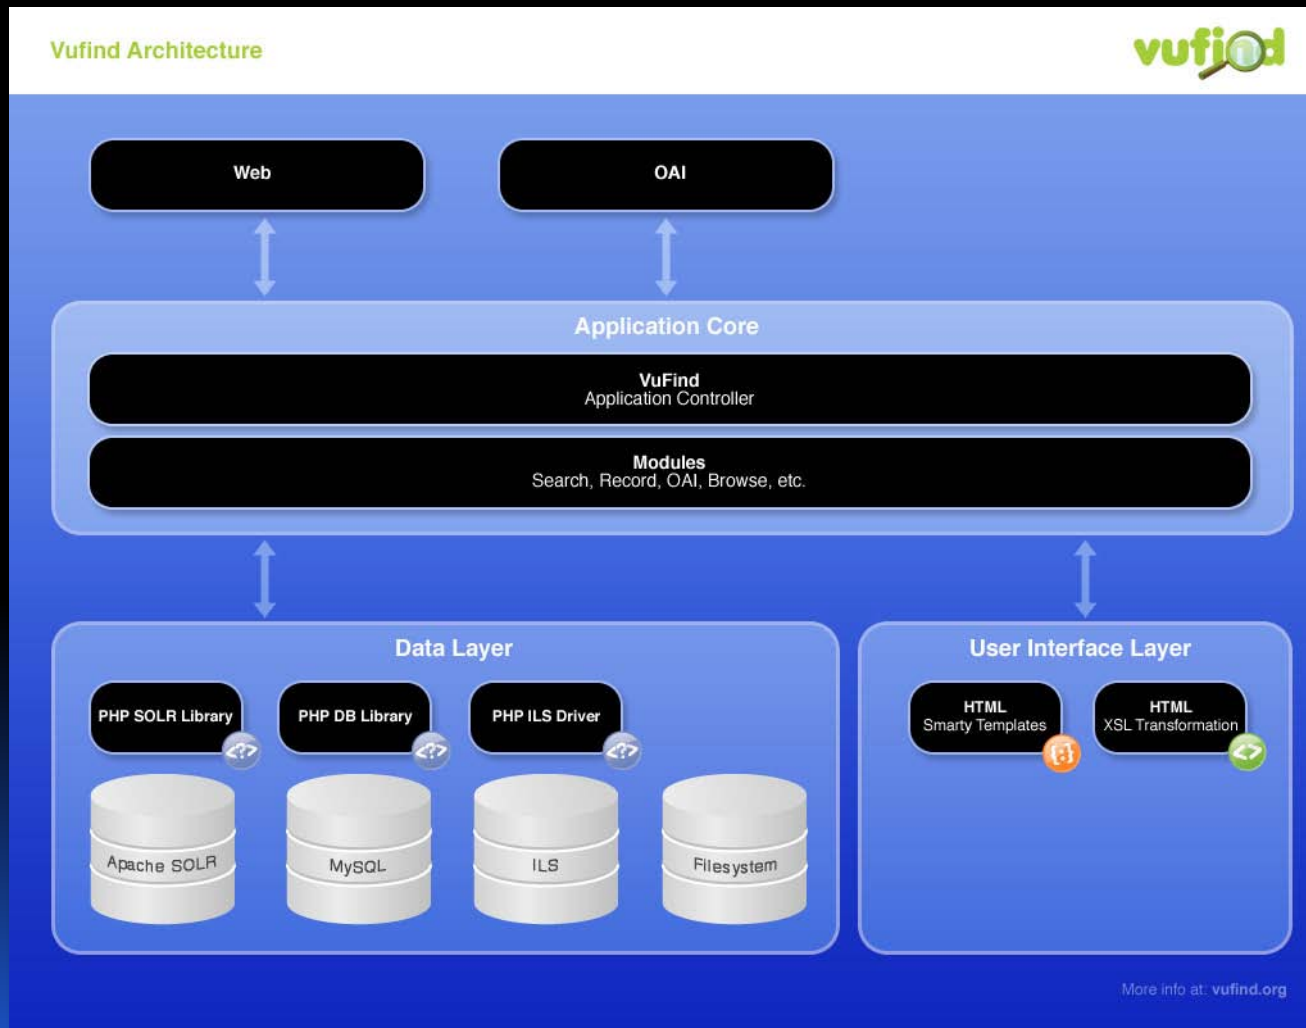 Vufind Architecture
vufind
Web
OAI
Application Core
VuFind
Application Controller
Modules
Search, Record, OAI, Browse, etc.
Data Layer
PHP SOLR Library
<?>
PHP DB Library
<?>
PHP ILS Driver
<?>
Apache SOLR
MySQL
ILS
Filesystem
User Interface Layer
HTML
Smarty Templates
{:}
HTML
XSL Transformation
<>
More info at: vufind.org